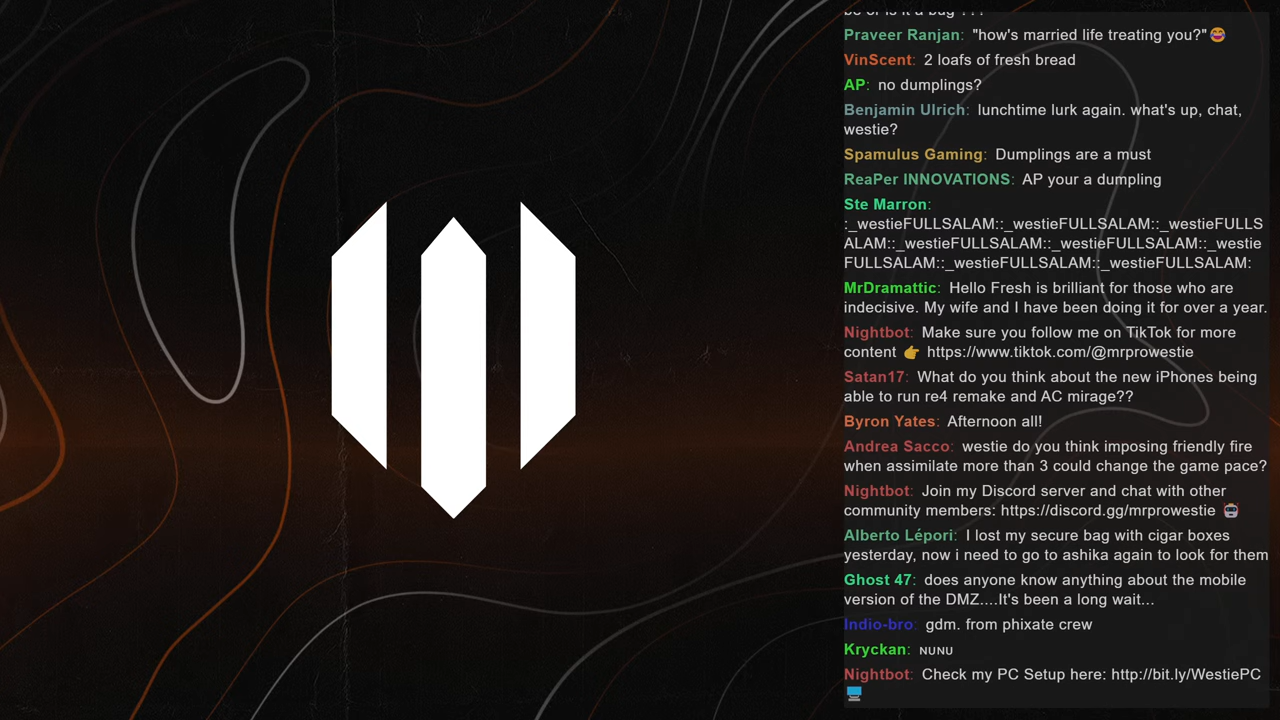 Praveer Ranjan: "how's married life treating you?"😂
VinScent: 2 loafs of fresh bread
AP: no dumplings?
Benjamin Ulrich: lunchtime lurk again. what's up, chat,
westie?
Spamulus Gaming: Dumplings are a must
ReaPer INNOVATIONS: AP your a dumpling
Ste Marron:
:_westieFULLSALAM::_westieFULLSALAM::_westieFULLS
ALAM::_westieFULLSALAM::_westieFULLSALAM::_westie
FULLSALAM::_westieFULLSALAM::_westieFULLSALAM:
MrDramattic: Hello Fresh is brilliant for those who are
indecisive. My wife and I have been doing it for over a year.
Nightbot: Make sure you follow me on TikTok for more
content 👉 https://www.tiktok.com/@mrprowestie
Satan17: What do you think about the new iPhones being
able to run re4 remake and AC mirage??
Byron Yates: Afternoon all!
Andrea Sacco: westie do you think imposing friendly fire
when assimilate more than 3 could change the game pace?
Nightbot: Join my Discord server and chat with other
community members: https://discord.gg/mrprowestie 🤖
Alberto Lépori: I lost my secure bag with cigar boxes
yesterday, now i need to go to ashika again to look for them
Ghost 47: does anyone know anything about the mobile
version of the DMZ....It's been a long wait...
Indio-bro: gdm. from phixate crew
Kryckan: ɴᴜɴᴜ
Nightbot: Check my PC Setup here: http://bit.ly/WestiePC
🖥️